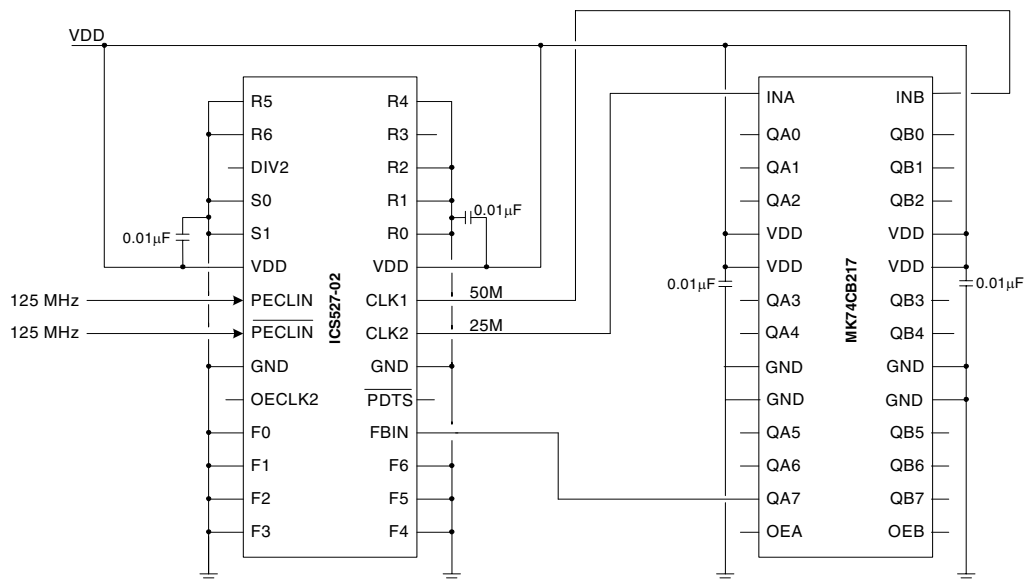 VDD
R5
R6
DIV2
S0
S1
VDD
PECLIN
PECLIN
GND
OECLK2
F0
F1
F2
F3
R4
R3
R2
R1
R0
VDD
CLK1
CLK2
GND
PDTS
FBIN
F6
F5
F4
ICS527-02
0.01µF
0.01µF
125 MHz
125 MHz
50M
25M
INA
QA0
QA1
QA2
VDD
VDD
QA3
QA4
GND
GND
QA5
QA6
QA7
OEA
INB
QB0
QB1
QB2
VDD
VDD
QB3
QB4
GND
GND
QB5
QB6
QB7
OEB
MK74CB217
0.01µF
0.01µF